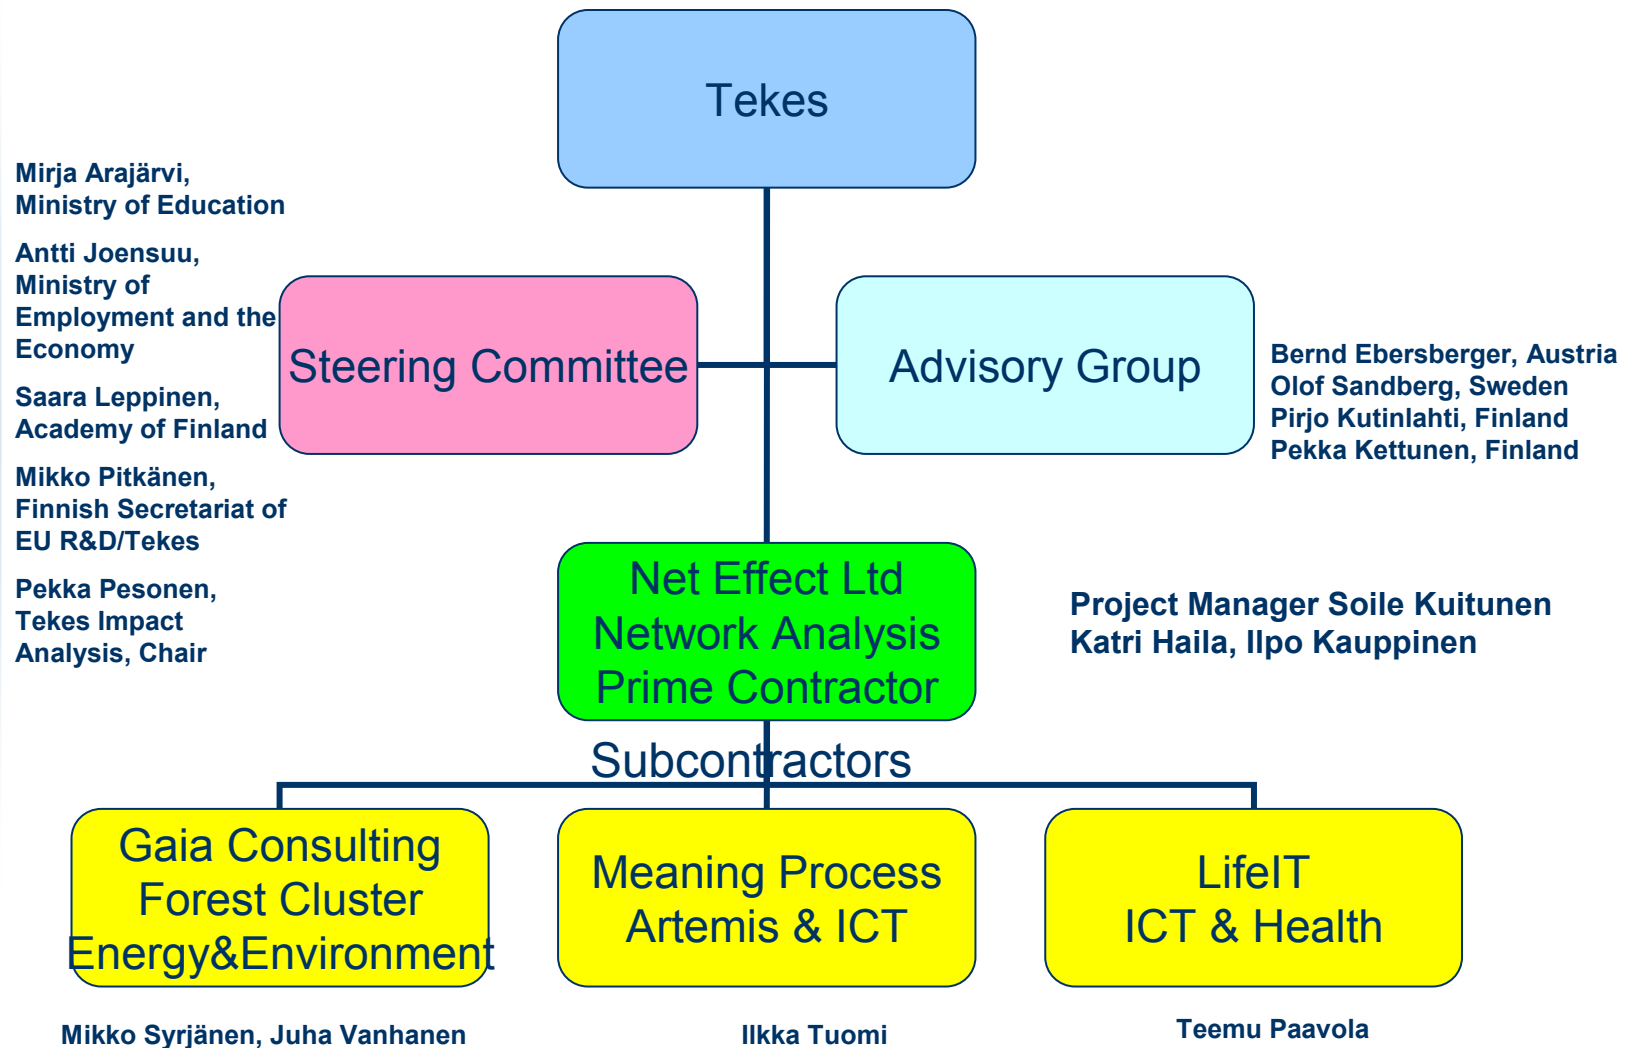 Tekes
Mirja Arajärvi,
Ministry of Education
Antti Joensuu,
Ministry of
Employment and the
Economy
Saara Leppinen,
Academy of Finland
Mikko Pitkänen,
Finnish Secretariat of
EU R&D/Tekes
Pekka Pesonen,
Tekes Impact
Analysis, Chair
Steering Committee
Advisory Group
Bernd Ebersberger, Austria
Olof Sandberg, Sweden
Pirjo Kutinlahti, Finland
Pekka Kettunen, Finland
Net Effect Ltd
Network Analysis
Prime Contractor
Project Manager Soile Kuitunen
Katri Haila, Ilpo Kauppinen
Subcontractors
Gaia Consulting
Forest Cluster
Energy&Environment
Meaning Process
Artemis & ICT
LifeIT
ICT & Health
Mikko Syrjänen, Juha Vanhanen
Ilkka Tuomi
Teemu Paavola